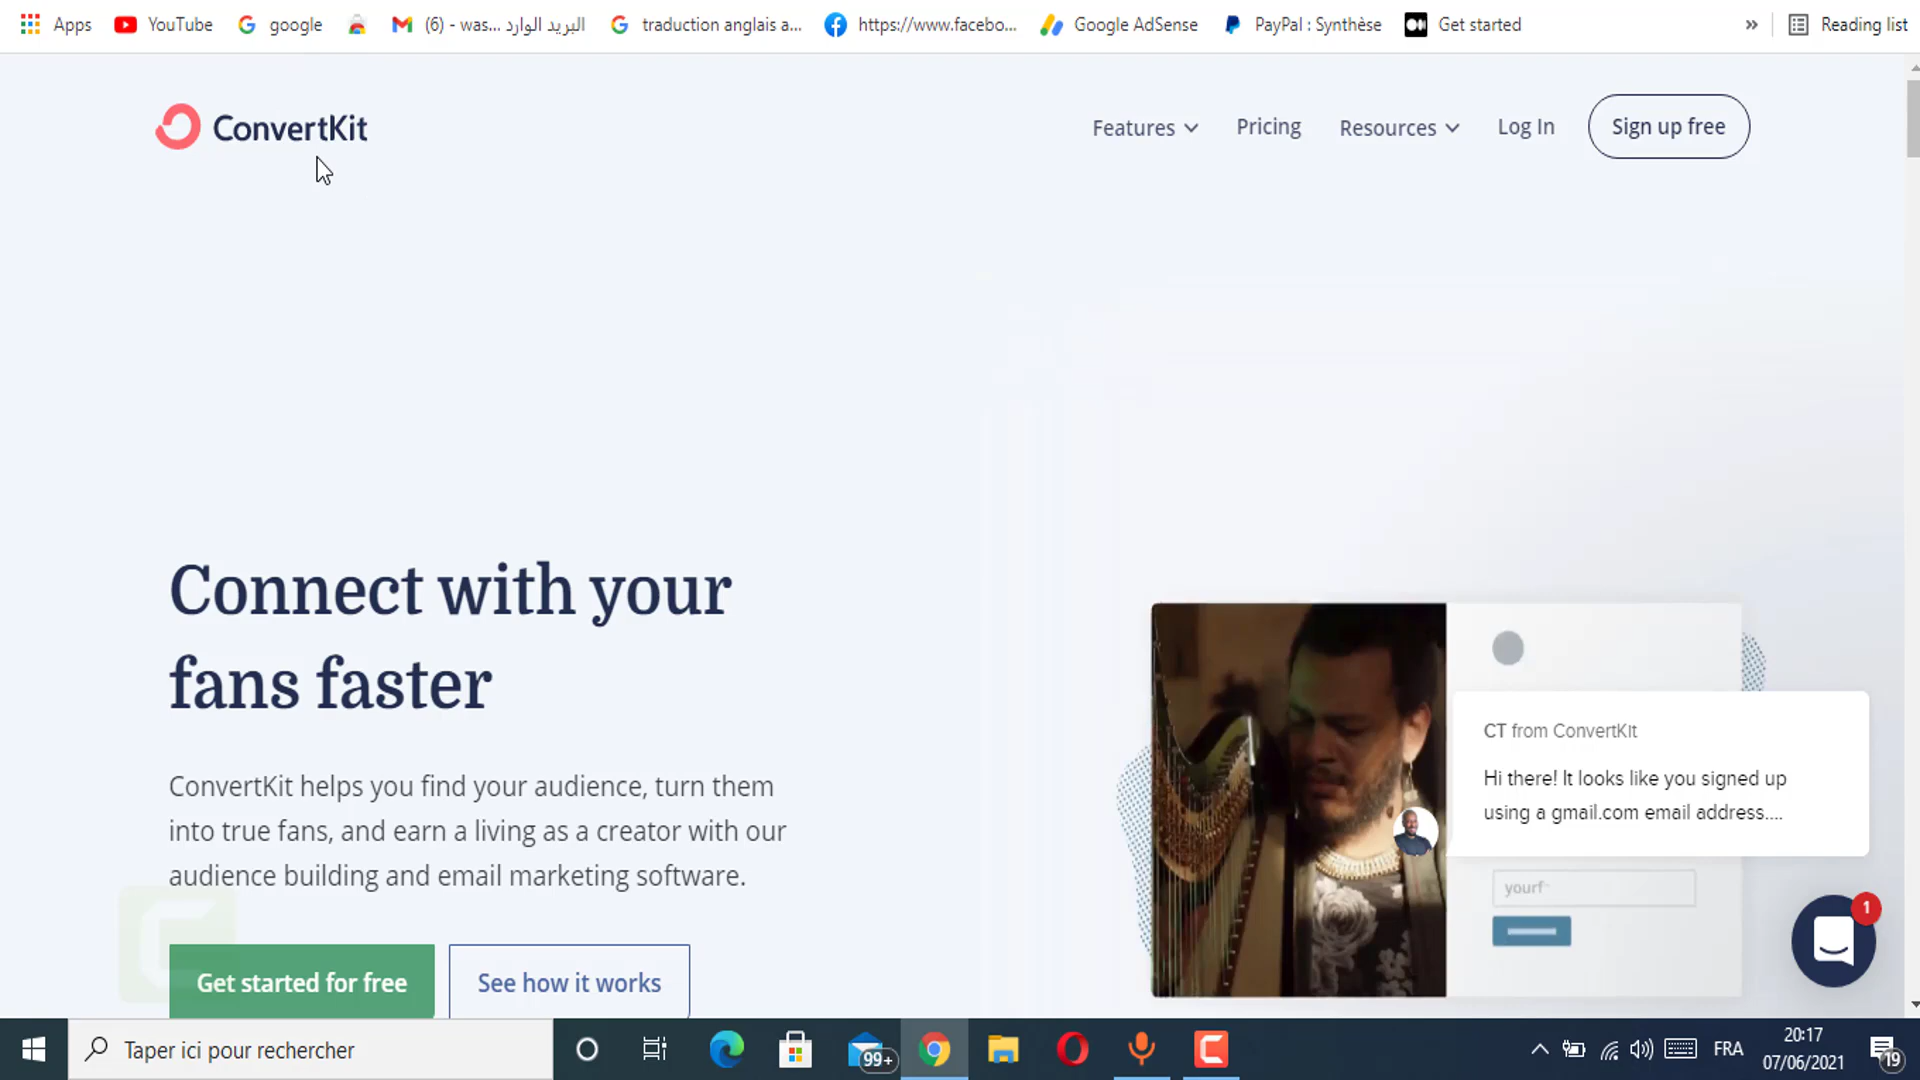 Apps YouTube google (6) - was... البريد الوارد traduction anglais a... https://www.facebo... Google AdSense PayPal : Synthèse Get started » Reading list
ConvertKit Features Pricing Resources Log In Sign up free
Connect with your
fans faster
ConvertKit helps you find your audience, turn them
into true fans, and earn a living as a creator with our
audience building and email marketing software.
Get started for free See how it works
CT from ConvertKit
Hi there! It looks like you signed up
using a gmail.com email address....
yourf
1
Taper ici pour rechercher
99+
FRA
20:17
07/06/2021
19